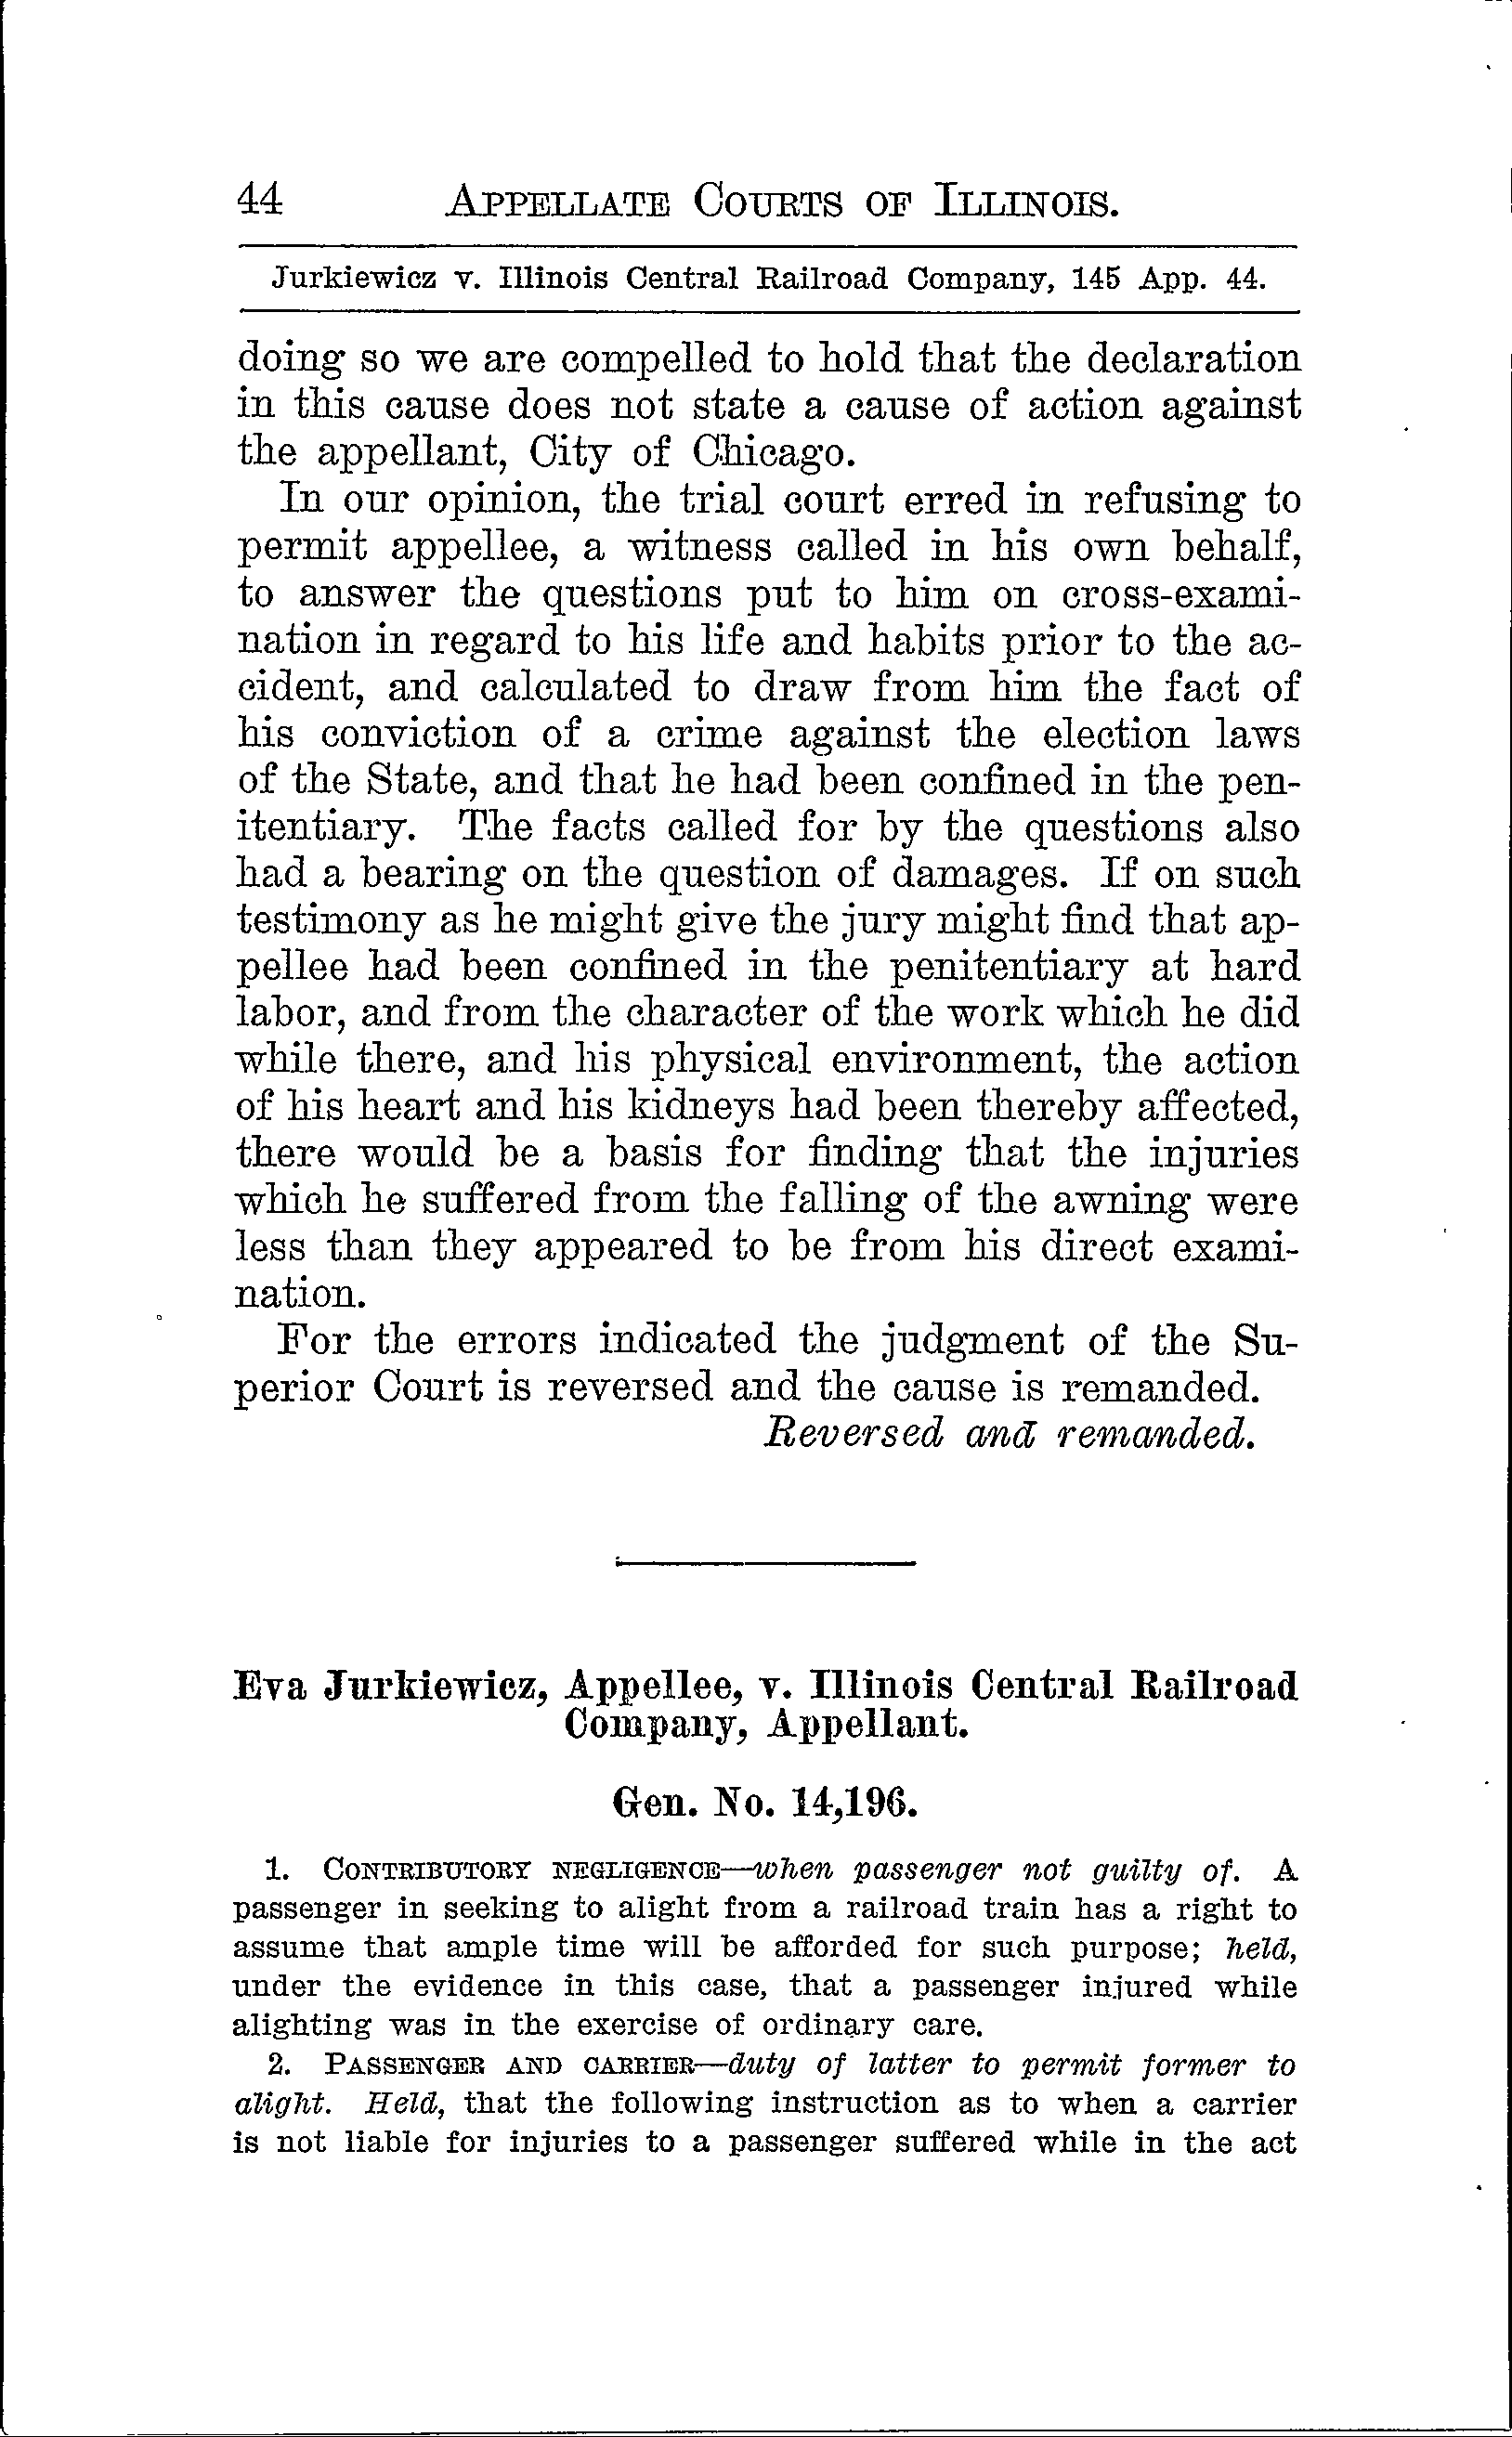 44 APPELLATE COURTS OF ILLINOIS.
Jurkiewicz v. Illinois Central Railroad Company, 145 App. 44.
doing so we are compelled to hold that the declaration
in this cause does not state a cause of action against
the appellant, City of Chicago.
In our opinion, the trial court erred in refusing to
permit appellee, a witness called in his own behalf,
to answer the questions put to him on cross-exami-
nation in regard to his life and habits prior to the ac-
cident, and calculated to draw from him the fact of
his conviction of a crime against the election laws
of the State, and that he had been confined in the pen-
itentiary. The facts called for by the questions also
had a bearing on the question of damages. If on such
testimony as he might give the jury might find that ap-
pellee had been confined in the penitentiary at hard
labor, and from the character of the work which he did
while there, and his physical environment, the action
of his heart and his kidneys had been thereby affected,
there would be a basis for finding that the injuries
which he suffered from the falling of the awning were
less than they appeared to be from his direct exami-
nation.
For the errors indicated the judgment of the Su-
perior Court is reversed and the cause is remanded.
Reversed and remanded.
Eva Jurkiewicz, Appellee, v. Illinois Central Railroad
Company, Appellant.
Gen. No. 14,196.
1. CONTRIBUTORY NEGLIGENCE—when passenger not guilty of. A
passenger in seeking to alight from a railroad train has a right to
assume that ample time will be afforded for such purpose; held,
under the evidence in this case, that a passenger injured while
alighting was in the exercise of ordinary care.
2. PASSENGER AND CARRIER—duty of latter to permit former to
alight. Held, that the following instruction as to when a carrier
is not liable for injuries to a passenger suffered while in the act